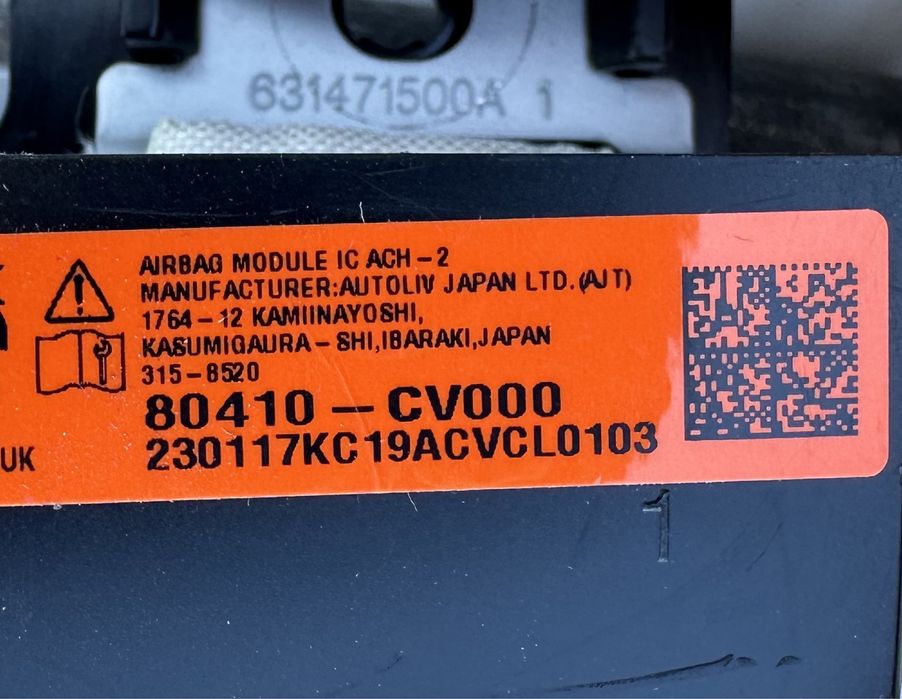 631471500A 1
AIRBAG MODULE IC ACH-2
MANUFACTURER:AUTOLIV JAPAN LTD.(AJT)
1764-12 KAMIINAYOSHI,
KASUMIGAURA-SHI,IBARAKI,JAPAN
315-8520
80410-CV000
230117KC19ACVCL0103
UK
1